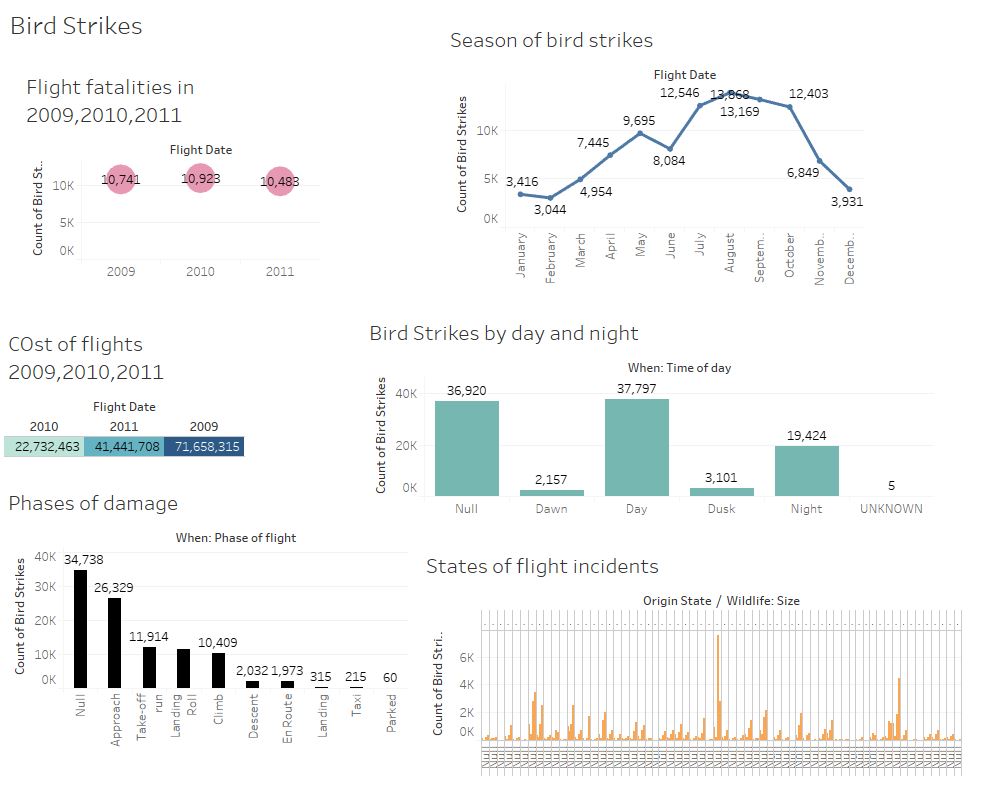 Bird Strikes
Flight fatalities in
2009,2010,2011
Flight Date
Count of Bird St..
10K
5K
0K
10,741
10,923
10,483
2009
2010
2011
Season of bird strikes
Flight Date
Count of Bird Strikes
10K
5K
0K
3,416
3,044
4,954
7,445
9,695
8,084
12,546
13,868
13,169
12,403
6,849
3,931
January
February
March
April
May
June
July
August
Septem..
October
Novemb..
Decemb..
COst of flights
2009,2010,2011
Flight Date
2010 2011 2009
22,732,463 41,441,708 71,658,315
Bird Strikes by day and night
When: Time of day
Count of Bird Strikes
40K
20K
0K
36,920
2,157
37,797
3,101
19,424
5
Null
Dawn
Day
Dusk
Night
UNKNOWN
Phases of damage
When: Phase of flight
Count of Bird Strikes
40K
30K
20K
10K
0K
34,738
26,329
11,914
10,409
2,032
1,973
315
215
60
Null
Approach
Take-off
run
Landing
Roll
Climb
Descent
En Route
Landing
Taxi
Parked
States of flight incidents
Origin State / Wildlife: Size
Count of Bird Stri..
6K
4K
2K
0K